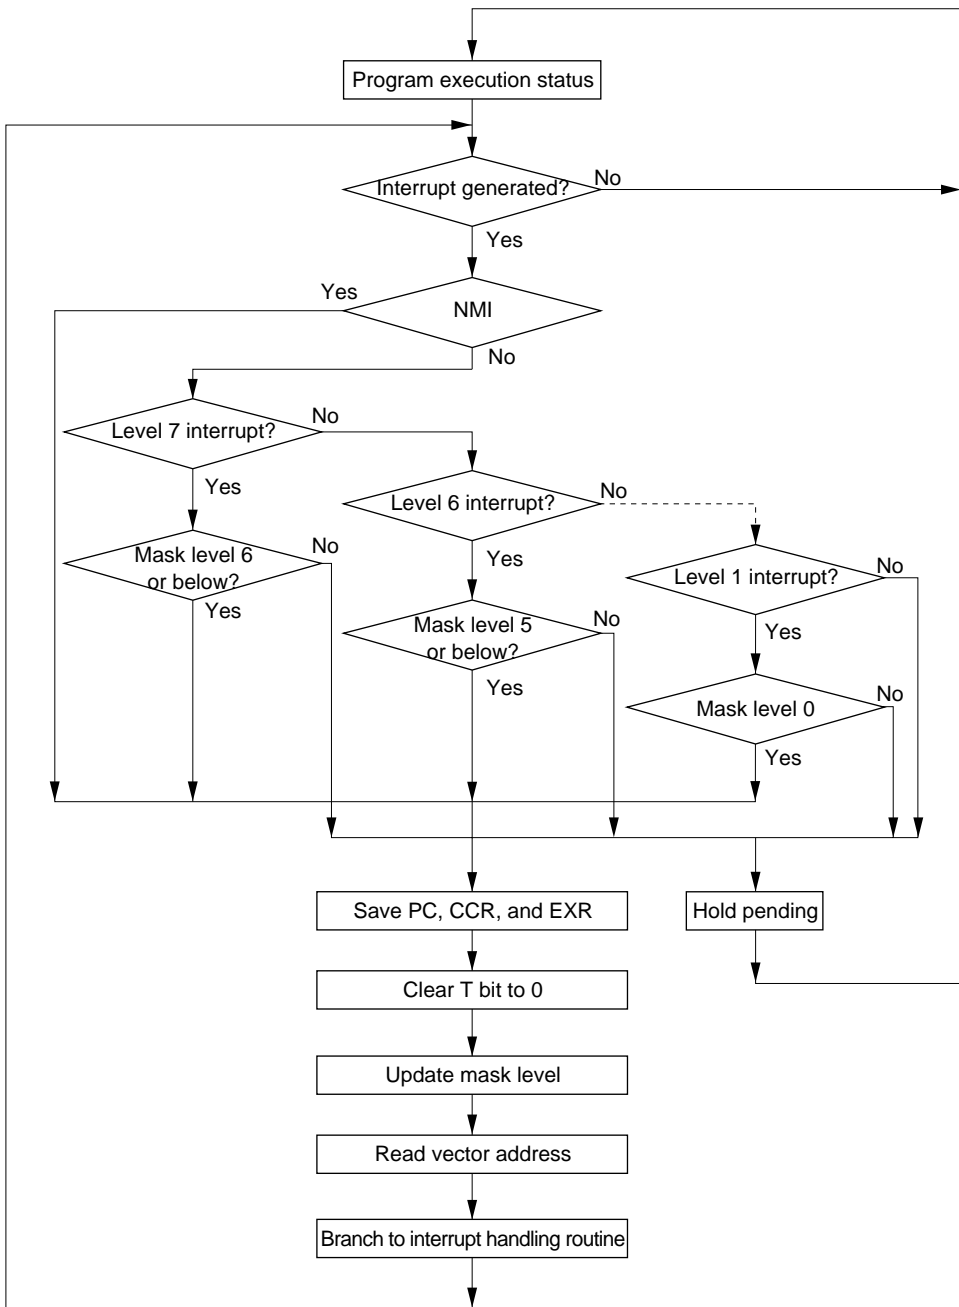 Program execution status
Interrupt generated?
No
Yes
Yes
NMI
No
Level 7 interrupt?
No
Yes
Level 6 interrupt?
No
Yes
Mask level 6
or below?
No
Yes
Level 1 interrupt?
No
Yes
Mask level 5
or below?
No
Yes
Mask level 0
No
Yes
Save PC, CCR, and EXR
Hold pending
Clear T bit to 0
Update mask level
Read vector address
Branch to interrupt handling routine